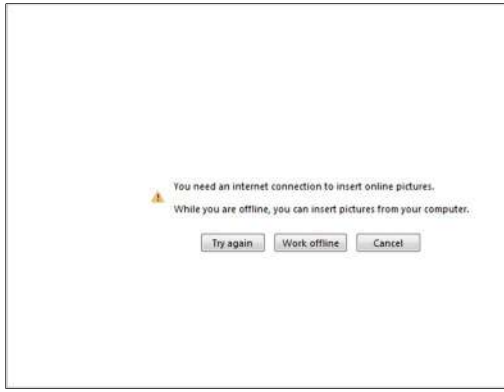 You need an internet connection to insert online pictures.
While you are offline, you can insert pictures from your computer.
Try again Work offline Cancel